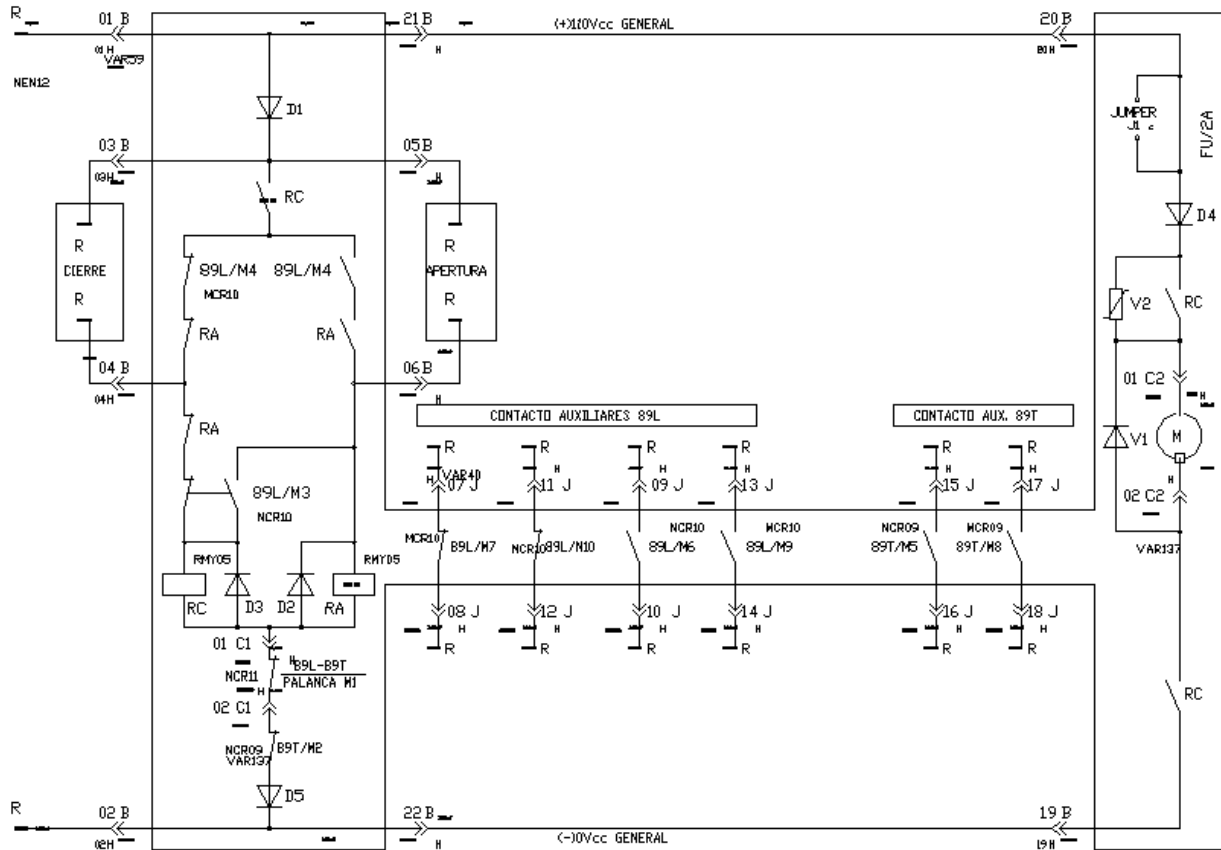 R
01 B
21 B
(+)110Vcc GENERAL
20 B
01H
VAR59
H
20H
NEN12
D1
JUMPER
J1
FU/2A
03 B
05 B
03H
H
RC
D4
R
CIERRE
R
89L/M4
89L/M4
MCR10
R
APERTURA
R
V2
RC
RA
RA
04 B
06 B
04H
H
01 C2
H
CONTACTO AUXILIARES 89L
CONTACTO AUX. 89T
RA
R
R
R
R
R
R
V1
M
H
H
H
H
H
H
VAR40
07 J
11 J
09 J
13 J
15 J
17 J
02 C2
89L/M3
NCR10
MCR10
89L/M7
NCR10
89L/N10
NCR10
89L/M6
MCR10
89L/M9
NCR09
89T/M5
MCR09
89T/M8
VAR137
RMY05
RMY05
RC
D3
D2
RA
08 J
12 J
10 J
14 J
16 J
18 J
H
H
H
H
H
H
R
R
R
R
R
R
01 C1
H
89L-89T
NCR11
PALANCA M1
H
02 C1
RC
NCR09
89T/M2
VAR137
D5
R
02 B
22 B
19 B
02H
H
(-)0Vcc GENERAL
19H